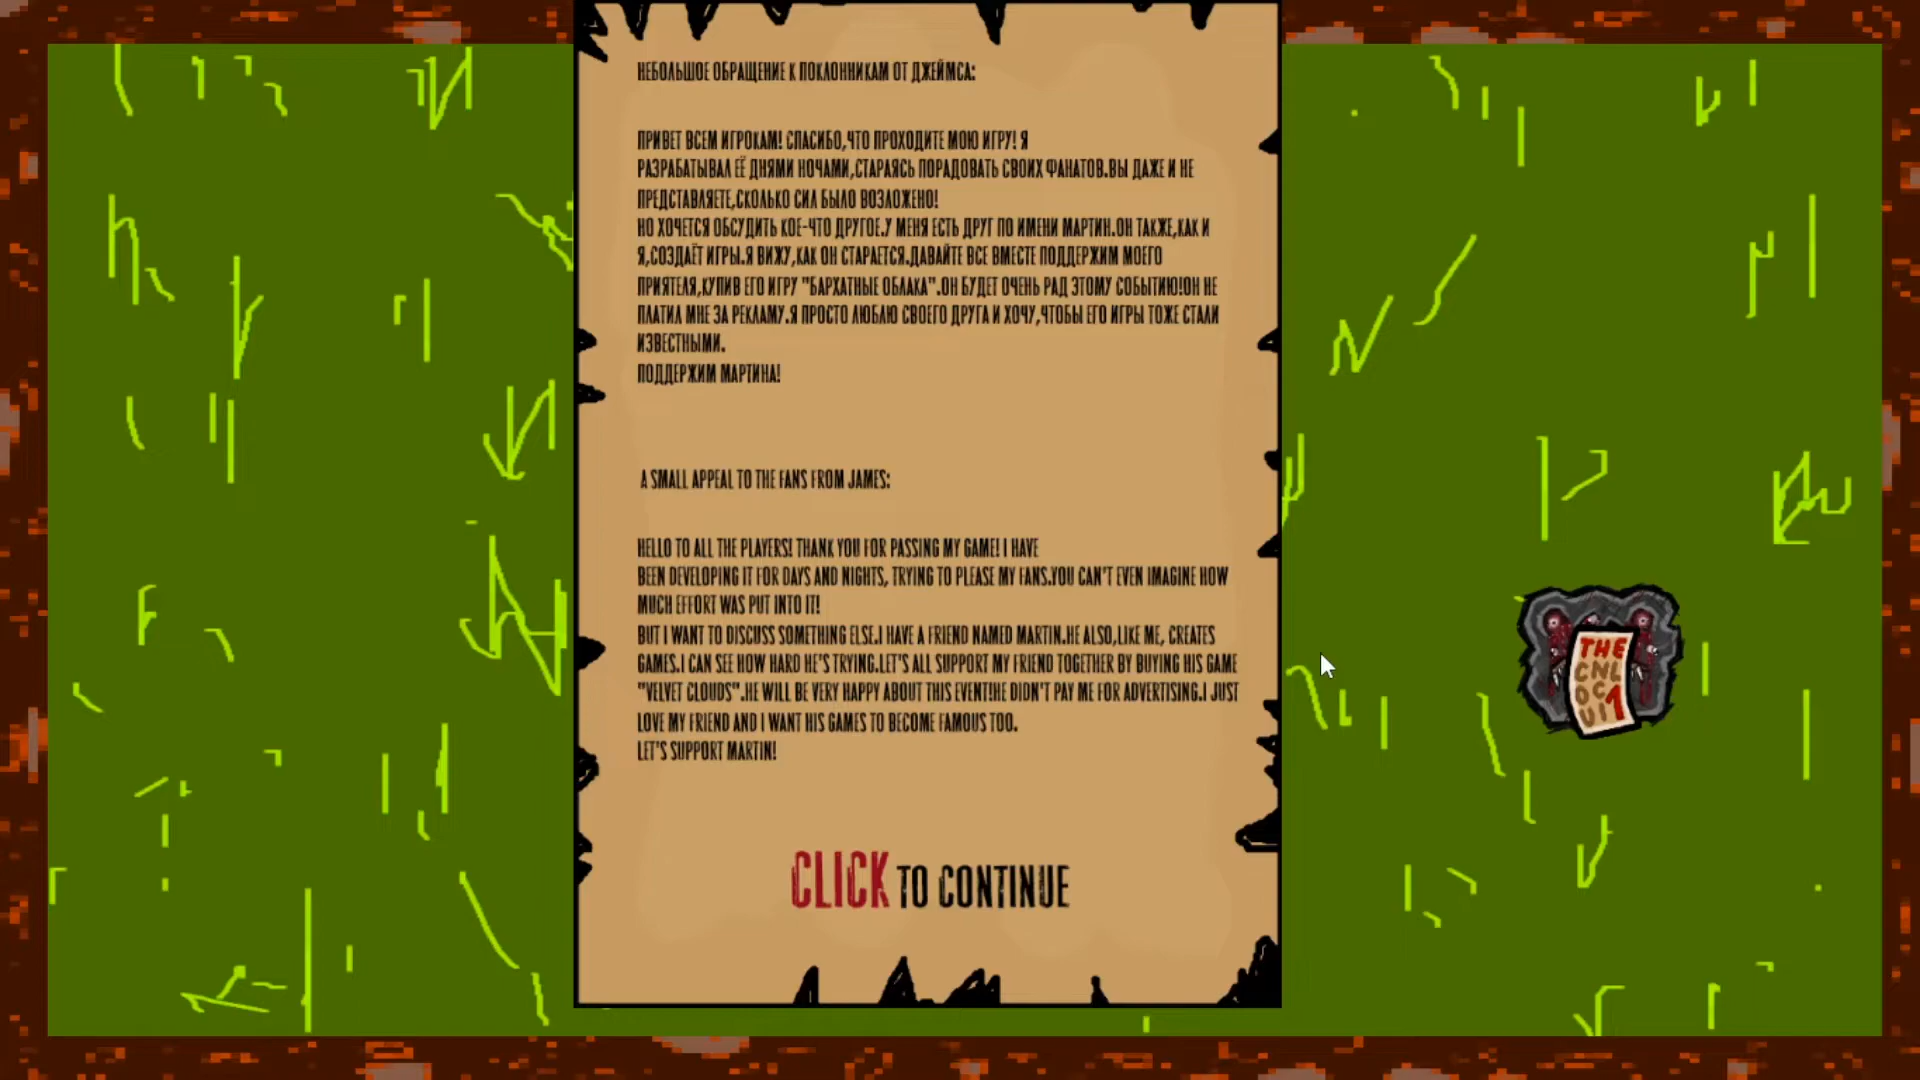 НЕБОЛЬШОЕ ОБРАЩЕНИЕ К ПОКЛОННИКАМ ОТ ДЖЕЙМСА:
ПРИВЕТ ВСЕМ ИГРОКАМ! СПАСИБО,ЧТО ПРОХОДИТЕ МОЮ ИГРУ! Я
РАЗРАБАТЫВАЛ ЕЁ ДНЯМИ НОЧАМИ,СТАРАЯСЬ ПОРАДОВАТЬ СВОИХ ФАНАТОВ.ВЫ ДАЖЕ И НЕ
ПРЕДСТАВЛЯЕТЕ,СКОЛЬКО СИЛ БЫЛО ВОЗЛОЖЕНО!
НО ХОЧЕТСЯ ОБСУДИТЬ КОЕ-ЧТО ДРУГОЕ.У МЕНЯ ЕСТЬ ДРУГ ПО ИМЕНИ МАРТИН.ОН ТАКЖЕ,КАК И
Я,СОЗДАЁТ ИГРЫ.Я ВИЖУ,КАК ОН СТАРАЕТСЯ.ДАВАЙТЕ ВСЕ ВМЕСТЕ ПОДДЕРЖИМ МОЕГО
ПРИЯТЕЛЯ,КУПИВ ЕГО ИГРУ "БАРХАТНЫЕ ОБЛАКА".ОН БУДЕТ ОЧЕНЬ РАД ЭТОМУ СОБЫТИЮ!ОН НЕ
ПЛАТИЛ МНЕ ЗА РЕКЛАМУ.Я ПРОСТО ЛЮБЛЮ СВОЕГО ДРУГА И ХОЧУ,ЧТОБЫ ЕГО ИГРЫ ТОЖЕ СТАЛИ
ИЗВЕСТНЫМИ.
ПОДДЕРЖИМ МАРТИНА!
A SMALL APPEAL TO THE FANS FROM JAMES:
HELLO TO ALL THE PLAYERS! THANK YOU FOR PASSING MY GAME! I HAVE
BEEN DEVELOPING IT FOR DAYS AND NIGHTS, TRYING TO PLEASE MY FANS.YOU CAN'T EVEN IMAGINE HOW
MUCH EFFORT WAS PUT INTO IT!
BUT I WANT TO DISCUSS SOMETHING ELSE.I HAVE A FRIEND NAMED MARTIN.HE ALSO,LIKE ME, CREATES
GAMES.I CAN SEE HOW HARD HE'S TRYING.LET'S ALL SUPPORT MY FRIEND TOGETHER BY BUYING HIS GAME
"VELVET CLOUDS".HE WILL BE VERY HAPPY ABOUT THIS EVENT!HE DIDN'T PAY ME FOR ADVERTISING.I JUST
LOVE MY FRIEND AND I WANT HIS GAMES TO BECOME FAMOUS TOO.
LET'S SUPPORT MARTIN!
CLICK TO CONTINUE
THE